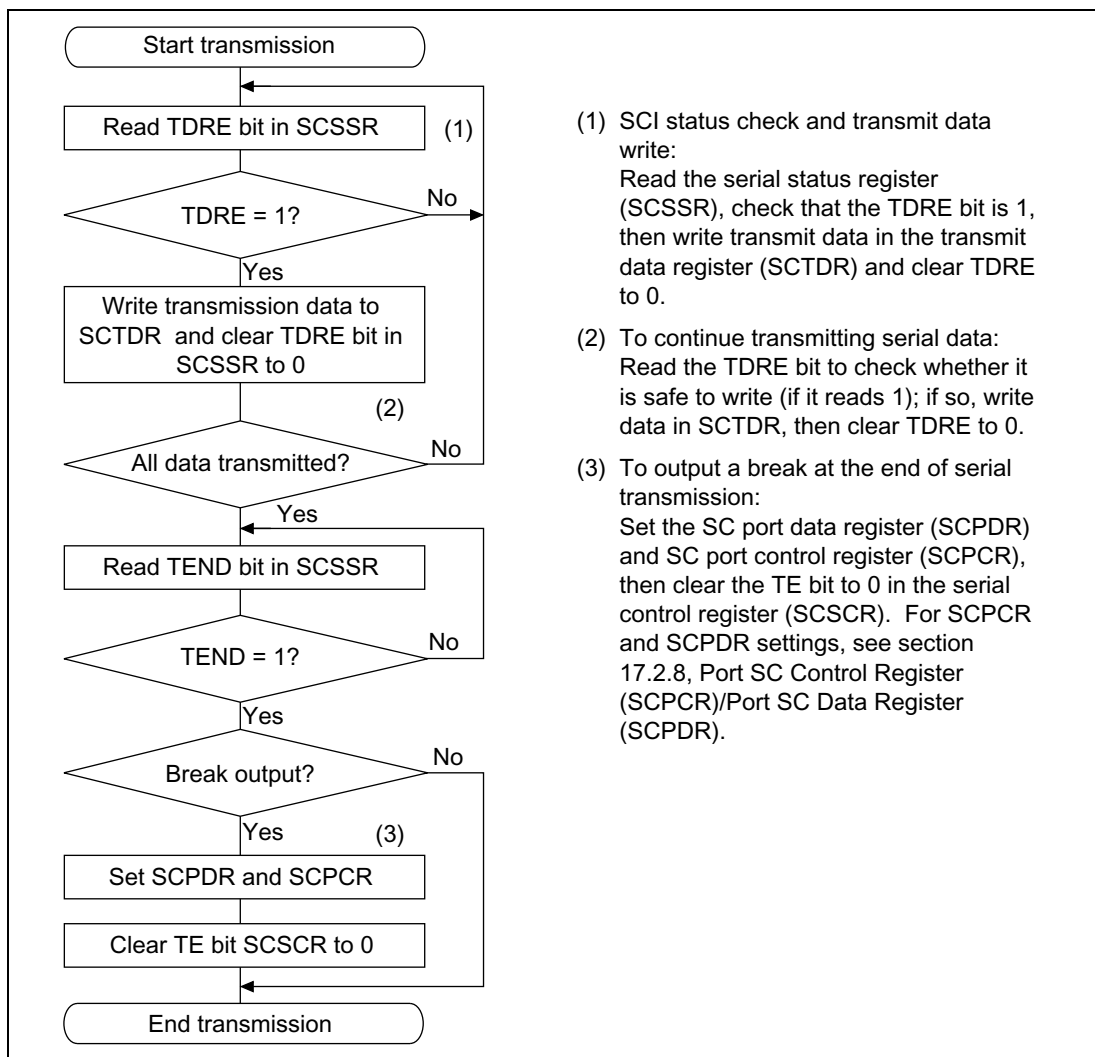 Start transmission
Read TDRE bit in SCSSR
(1)
TDRE = 1?
No
Yes
Write transmission data to
SCTDR and clear TDRE bit in
SCSSR to 0
(2)
All data transmitted?
No
Yes
Read TEND bit in SCSSR
TEND = 1?
No
Yes
Break output?
No
Yes
(3)
Set SCPDR and SCPCR
Clear TE bit SCSCR to 0
End transmission
(1) SCI status check and transmit data
write:
Read the serial status register
(SCSSR), check that the TDRE bit is 1,
then write transmit data in the transmit
data register (SCTDR) and clear TDRE
to 0.
(2) To continue transmitting serial data:
Read the TDRE bit to check whether it
is safe to write (if it reads 1); if so, write
data in SCTDR, then clear TDRE to 0.
(3) To output a break at the end of serial
transmission:
Set the SC port data register (SCPDR)
and SC port control register (SCPCR),
then clear the TE bit to 0 in the serial
control register (SCSCR). For SCPCR
and SCPDR settings, see section
17.2.8, Port SC Control Register
(SCPCR)/Port SC Data Register
(SCPDR).